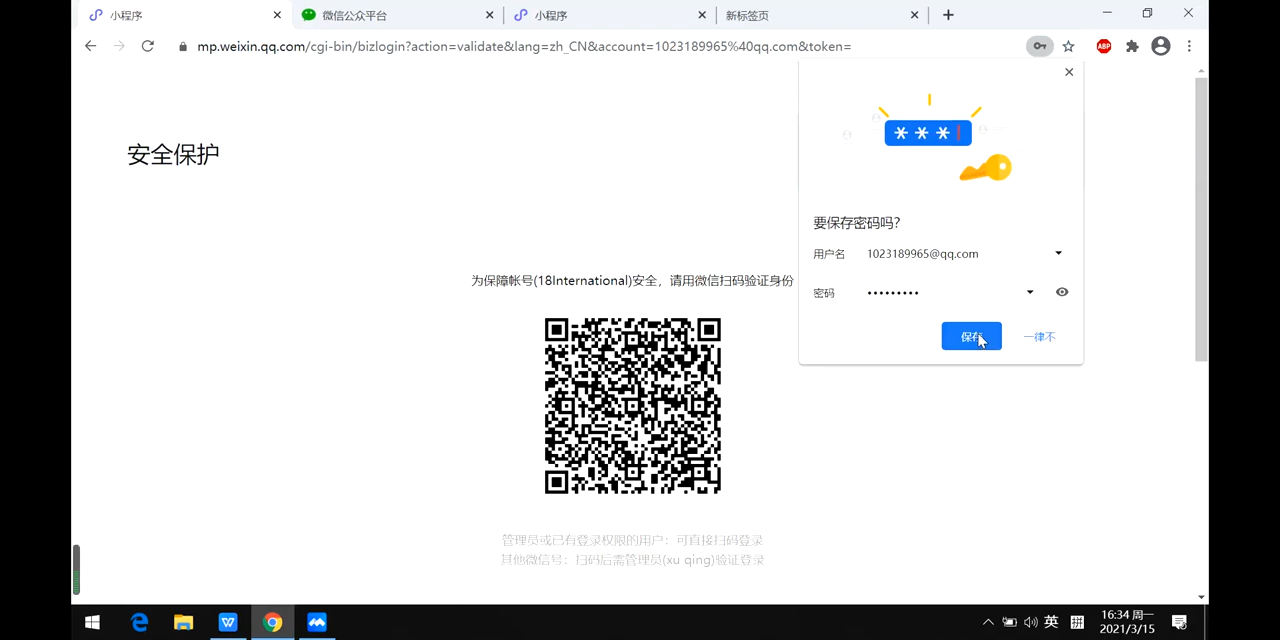 小程序
微信公众平台
小程序
新标签页
mp.weixin.qq.com/cgi-bin/bizlogin?action=validate&lang=zh_CN&account=1023189965%40qq.com&token=
ABP
安全保护
***
要保存密码吗?
用户名 1023189965@qq.com
密码 •••••••••
保存
一律不
为保障帐号(18International)安全，请用微信扫码验证身份
管理员或已有登录权限的用户：可直接扫码登录
其他微信号：扫码后需管理员(xu qing)验证登录
英
拼
16:34 周一
2021/3/15